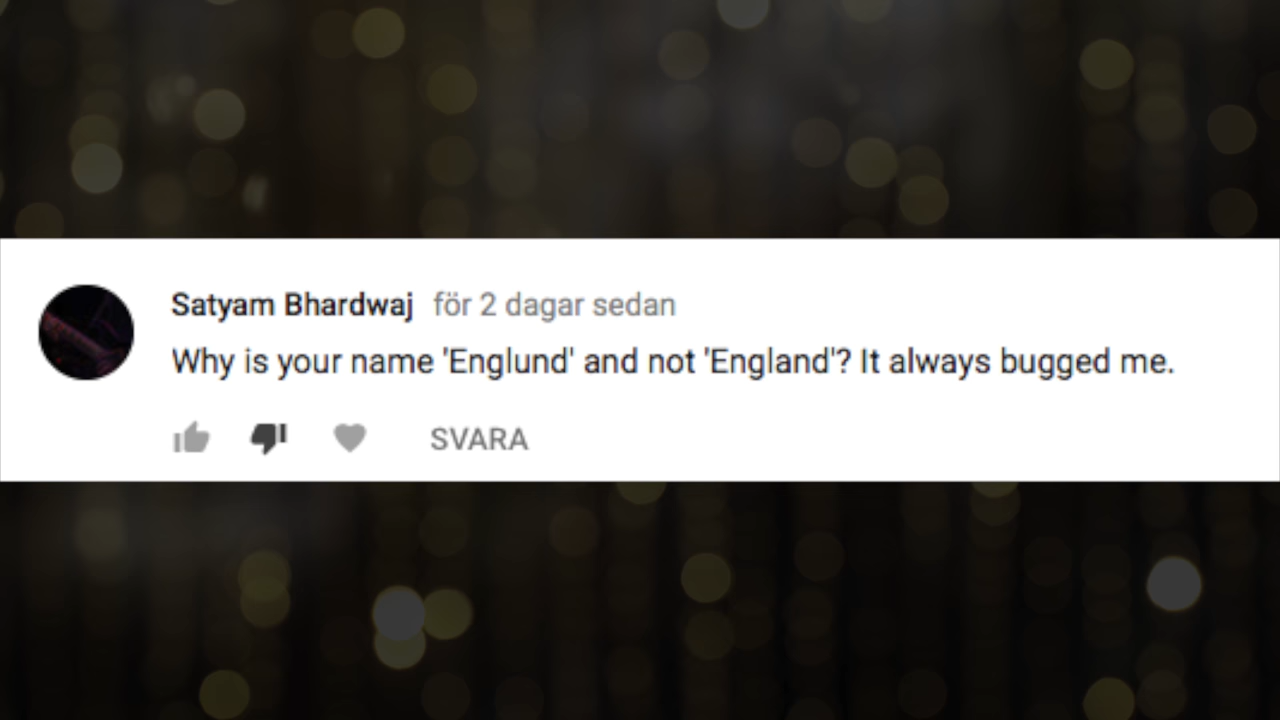 Satyam Bhardwaj för 2 dagar sedan
Why is your name 'Englund' and not 'England'? It always bugged me.
SVARA